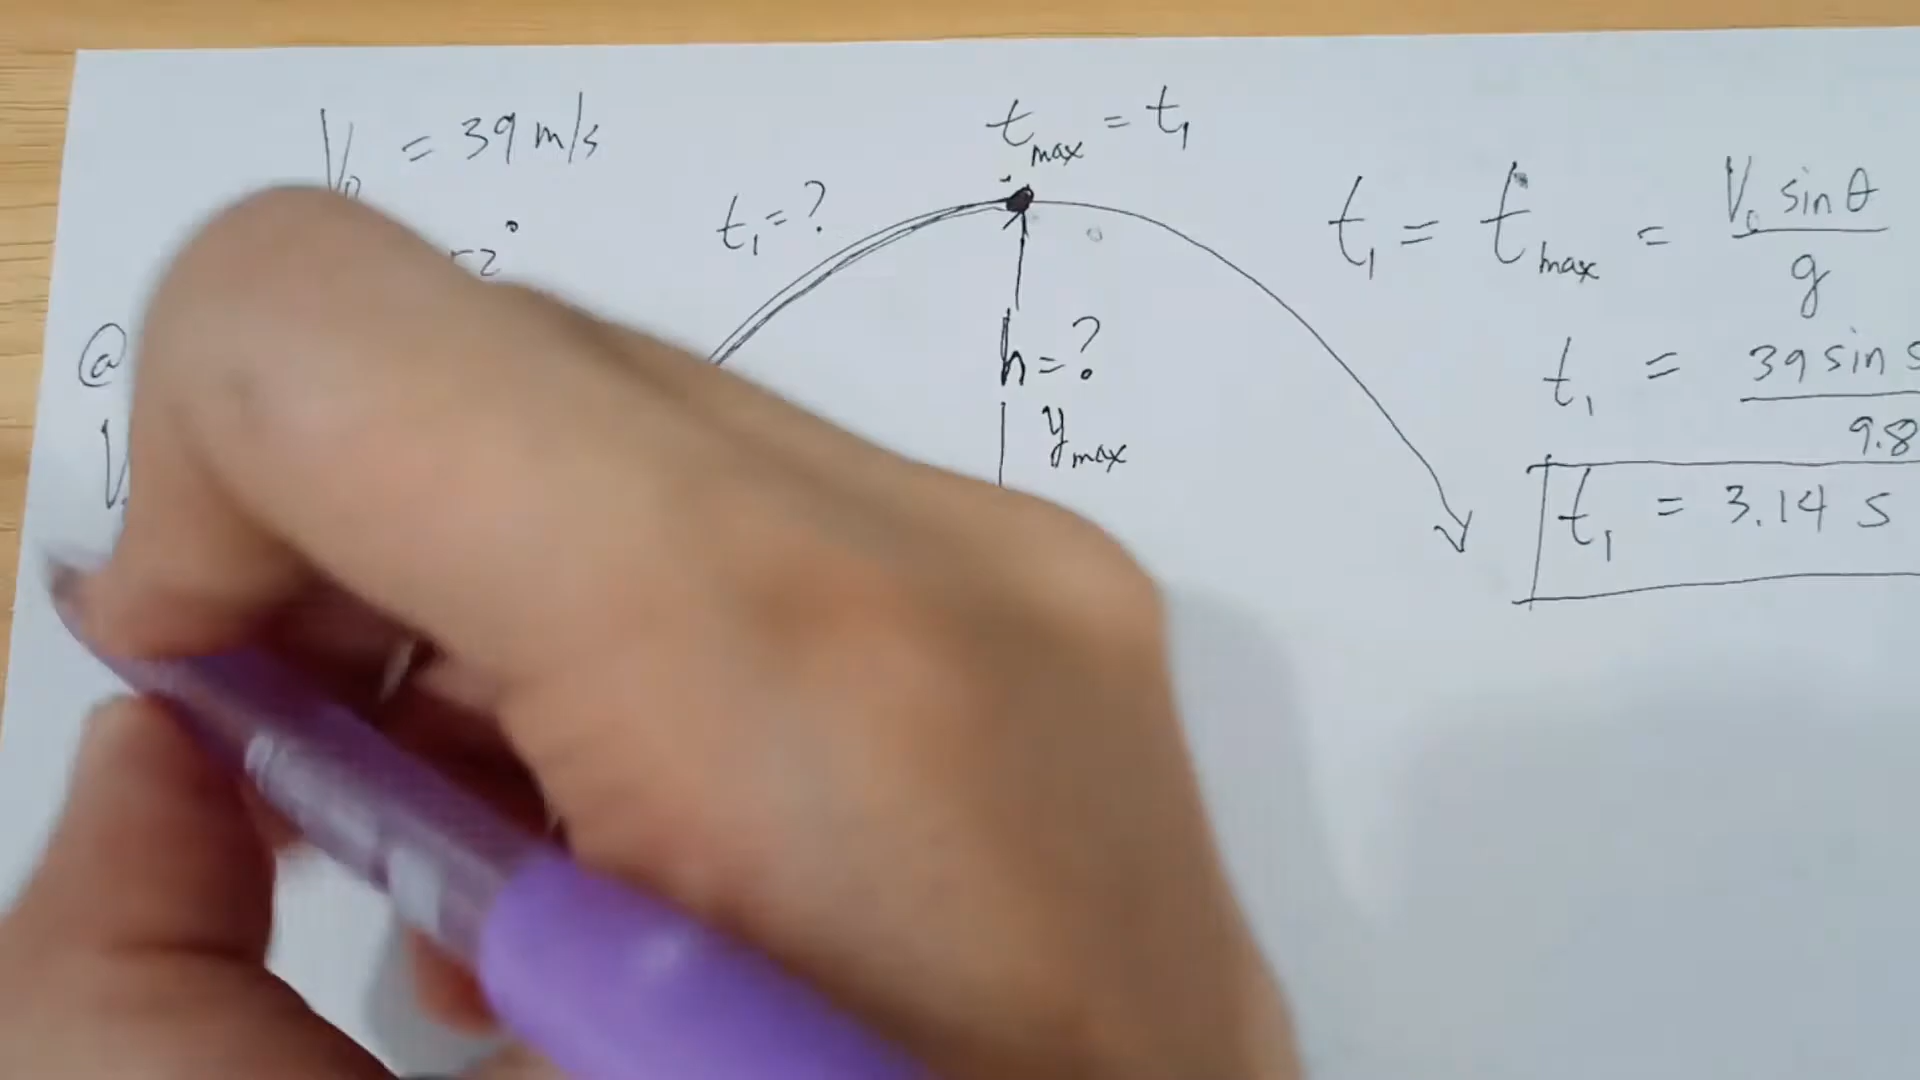 V₀ = 39 m/s
t_max = t₁
t₁ = ?
@
h = ?
y_max
t₁ = t_max = V₀ sin θ / g
t₁ = 39 sin / 9.8
t₁ = 3.14 s